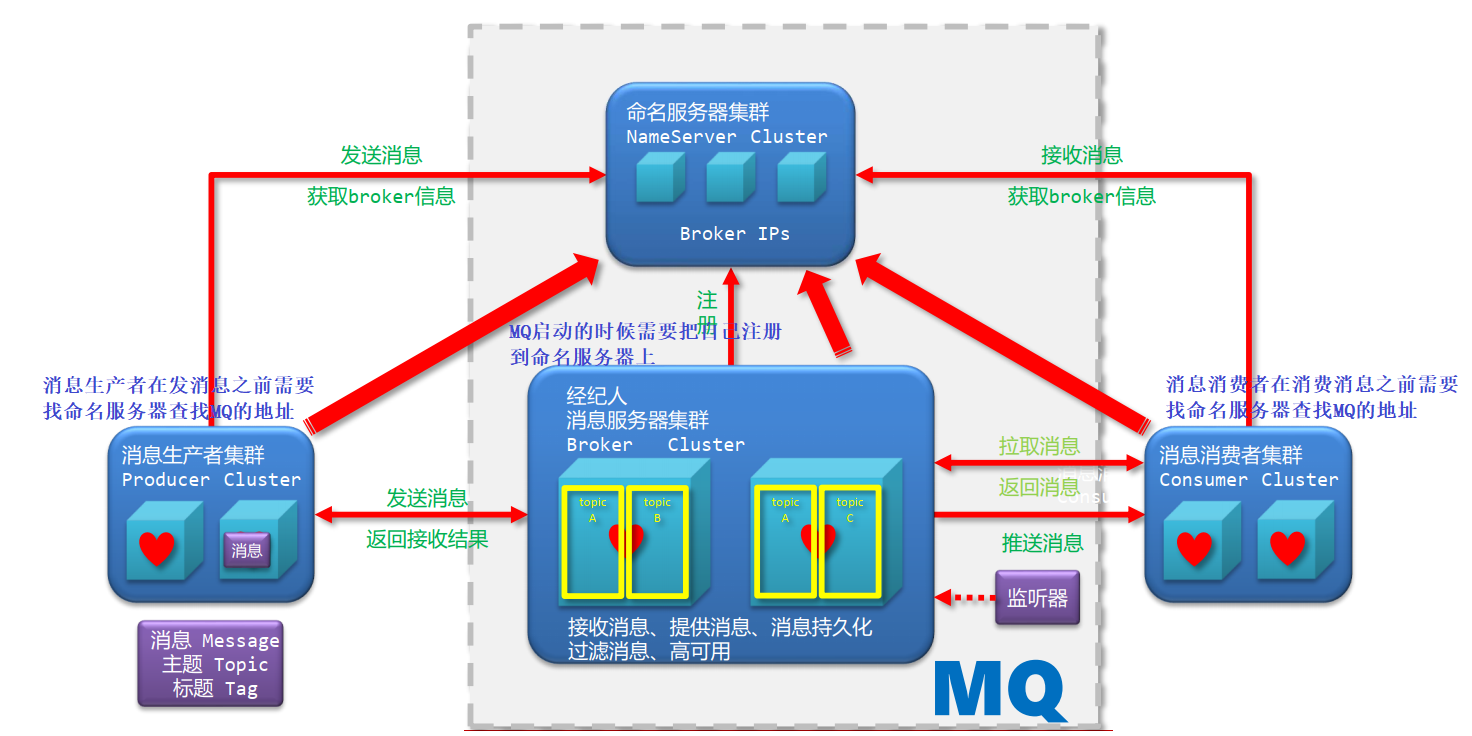 命名服务器集群
NameServer Cluster
Broker IPs
发送消息
获取broker信息
接收消息
获取broker信息
注
册
MQ启动的时候需要把自己注册
到命名服务器上
消息生产者在发消息之前需要
找命名服务器查找MQ的地址
消息消费者在消费消息之前需要
找命名服务器查找MQ的地址
消息生产者集群
Producer Cluster
消息
发送消息
返回接收结果
经纪人
消息服务器集群
Broker Cluster
topic
A
topic
B
topic
A
topic
C
接收消息、提供消息、消息持久化
过滤消息、高可用
拉取消息
返回消息
推送消息
监听器
消息消费者集群
Consumer Cluster
消息 Message
主题 Topic
标题 Tag
MQ